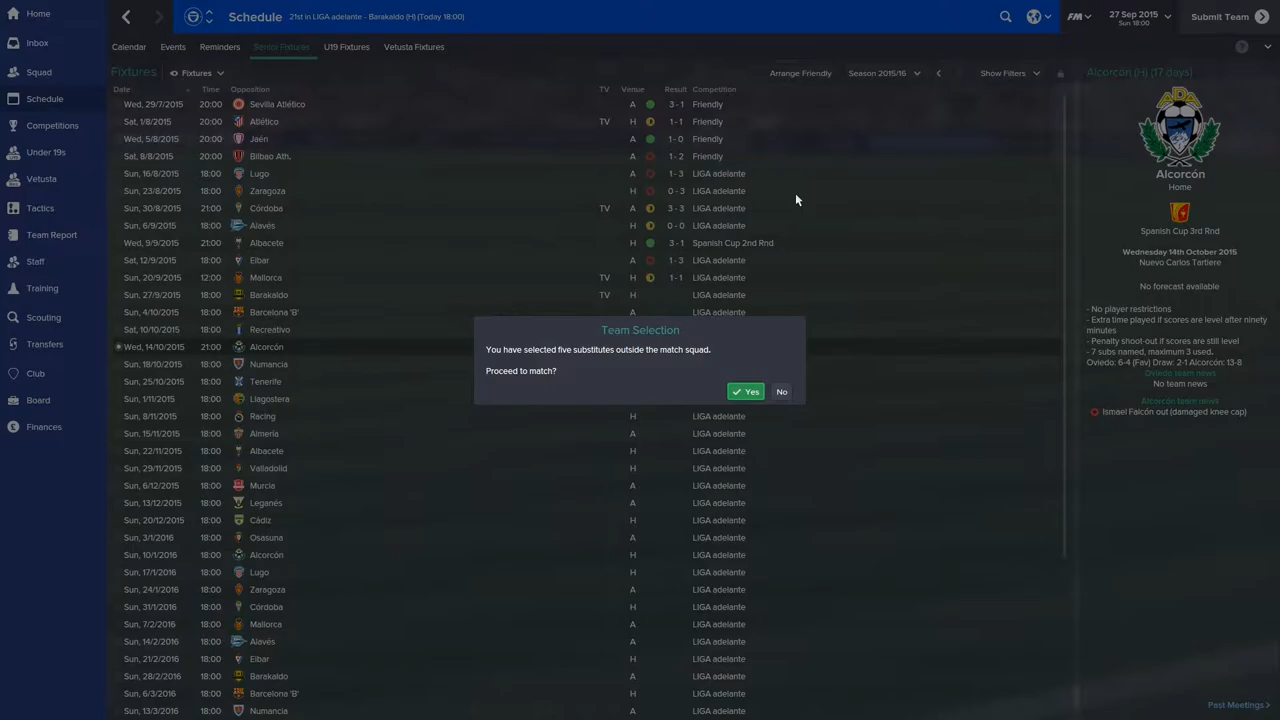 Home
Inbox
Squad
Schedule
Competitions
Under 19s
Vetusta
Tactics
Team Report
Staff
Training
Scouting
Transfers
Club
Board
Finances
Schedule 21st in LIGA adelante - Barakaldo (H) [Today 18:00]
FM
27 Sep 2015
Sun 18:00
Submit Team
Calendar Events Reminders Senior Fixtures U19 Fixtures Vetusta Fixtures
Fixtures Fixtures Arrange Friendly Season 2015/16 Show Filters
Date Time Opposition TV Venue Result Competition
Wed, 29/7/2015 20:00 Sevilla Atlético A 3 - 1 Friendly
Sat, 1/8/2015 20:00 Atlético TV H 1 - 1 Friendly
Wed, 5/8/2015 20:00 Jaén A 1 - 0 Friendly
Sat, 8/8/2015 20:00 Bilbao Ath. A 1 - 2 Friendly
Sun, 16/8/2015 18:00 Lugo A 1 - 3 LIGA adelante
Sun, 23/8/2015 18:00 Zaragoza H 0 - 3 LIGA adelante
Sun, 30/8/2015 21:00 Córdoba TV A 3 - 3 LIGA adelante
Sun, 6/9/2015 18:00 Alavés H 0 - 0 LIGA adelante
Wed, 9/9/2015 21:00 Albacete H 3 - 1 Spanish Cup 2nd Rnd
Sat, 12/9/2015 18:00 Eibar A 1 - 3 LIGA adelante
Sun, 20/9/2015 12:00 Mallorca TV H 1 - 1 LIGA adelante
Sun, 27/9/2015 18:00 Barakaldo TV H LIGA adelante
Sun, 4/10/2015 18:00 Barcelona 'B' A LIGA adelante
Sat, 10/10/2015 18:00 Recreativo
Wed, 14/10/2015 21:00 Alcorcón
Sun, 18/10/2015 18:00 Numancia
Sun, 25/10/2015 18:00 Tenerife
Sun, 1/11/2015 18:00 Llagostera
Sun, 8/11/2015 18:00 Racing H LIGA adelante
Sun, 15/11/2015 18:00 Almería A LIGA adelante
Sun, 22/11/2015 18:00 Albacete H LIGA adelante
Sun, 29/11/2015 18:00 Valladolid H LIGA adelante
Sun, 6/12/2015 18:00 Murcia A LIGA adelante
Sun, 13/12/2015 18:00 Leganés A LIGA adelante
Sun, 20/12/2015 18:00 Cádiz H LIGA adelante
Sun, 3/1/2016 18:00 Osasuna A LIGA adelante
Sun, 10/1/2016 18:00 Alcorcón H LIGA adelante
Sun, 17/1/2016 18:00 Lugo H LIGA adelante
Sun, 24/1/2016 18:00 Zaragoza A LIGA adelante
Sun, 31/1/2016 18:00 Córdoba H LIGA adelante
Sun, 7/2/2016 18:00 Mallorca A LIGA adelante
Sun, 14/2/2016 18:00 Alavés A LIGA adelante
Sun, 21/2/2016 18:00 Eibar H LIGA adelante
Sun, 28/2/2016 18:00 Barakaldo A LIGA adelante
Sun, 6/3/2016 18:00 Barcelona 'B' H LIGA adelante
Sun, 13/3/2016 18:00 Numancia A LIGA adelante
Team Selection
You have selected five substitutes outside the match squad.
Proceed to match?
Yes No
Alcorcón (H) (17 days)
Alcorcón
Home
Spanish Cup 3rd Rnd
Wednesday 14th October 2015
Nuevo Carlos Tartiere
No forecast available
- No player restrictions
- Extra time played if scores are level after ninety
minutes
- Penalty shoot-out if scores are still level
- 7 subs named, maximum 3 used.
Oviedo: 6-4 (Fav) Draw: 2-1 Alcorcón: 13-8
Oviedo team news
No team news
Alcorcón team news
Ismael Falcón out (damaged knee cap)
Past Meetings >